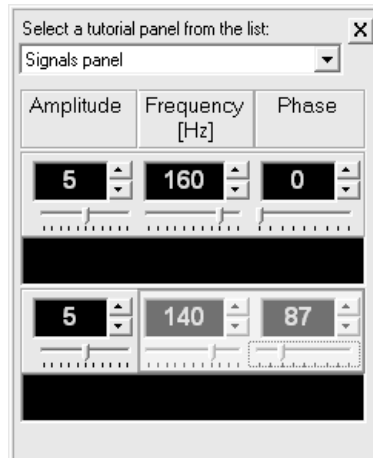 Select a tutorial panel from the list:
X
Signals panel
Amplitude Frequency Phase
[Hz]
5 160 0
5 140 87